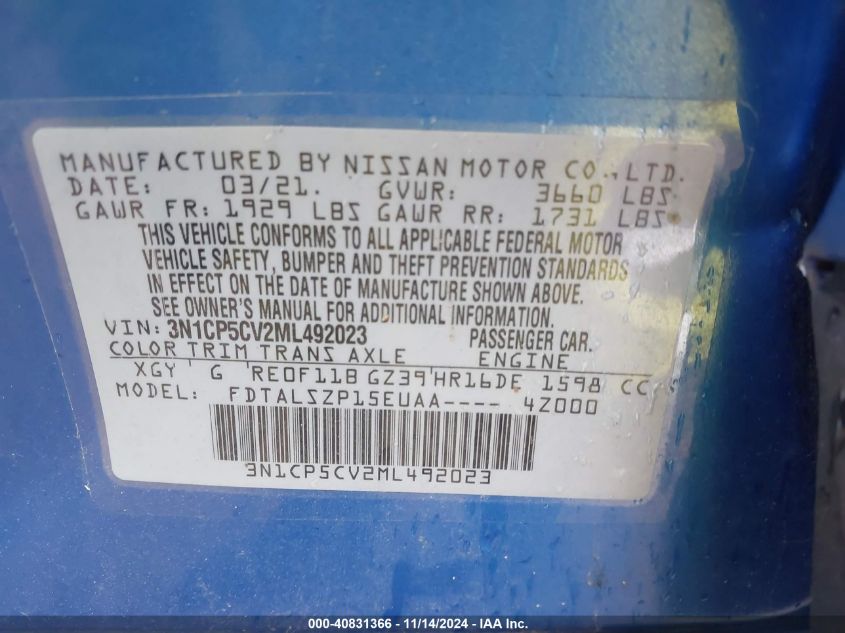 MANUFACTURED BY NISSAN MOTOR CO.,LTD.
DATE: 03/21. GVWR: 3660 LBS
GAWR FR: 1929 LBS GAWR RR: 1731 LBS
THIS VEHICLE CONFORMS TO ALL APPLICABLE FEDERAL MOTOR
VEHICLE SAFETY, BUMPER AND THEFT PREVENTION STANDARDS
IN EFFECT ON THE DATE OF MANUFACTURE SHOWN ABOVE.
SEE OWNER'S MANUAL FOR ADDITIONAL INFORMATION.
VIN: 3N1CP5CV2ML492023 PASSENGER CAR.
COLOR TRIM TRANS AXLE ENGINE
XGY G RE0F11B GZ39 HR16DE 1598 CC
MODEL: FDTALSZP15EUAA---- 4Z000
3N1CP5CV2ML492023
000-40831366 - 11/14/2024 - IAA Inc.